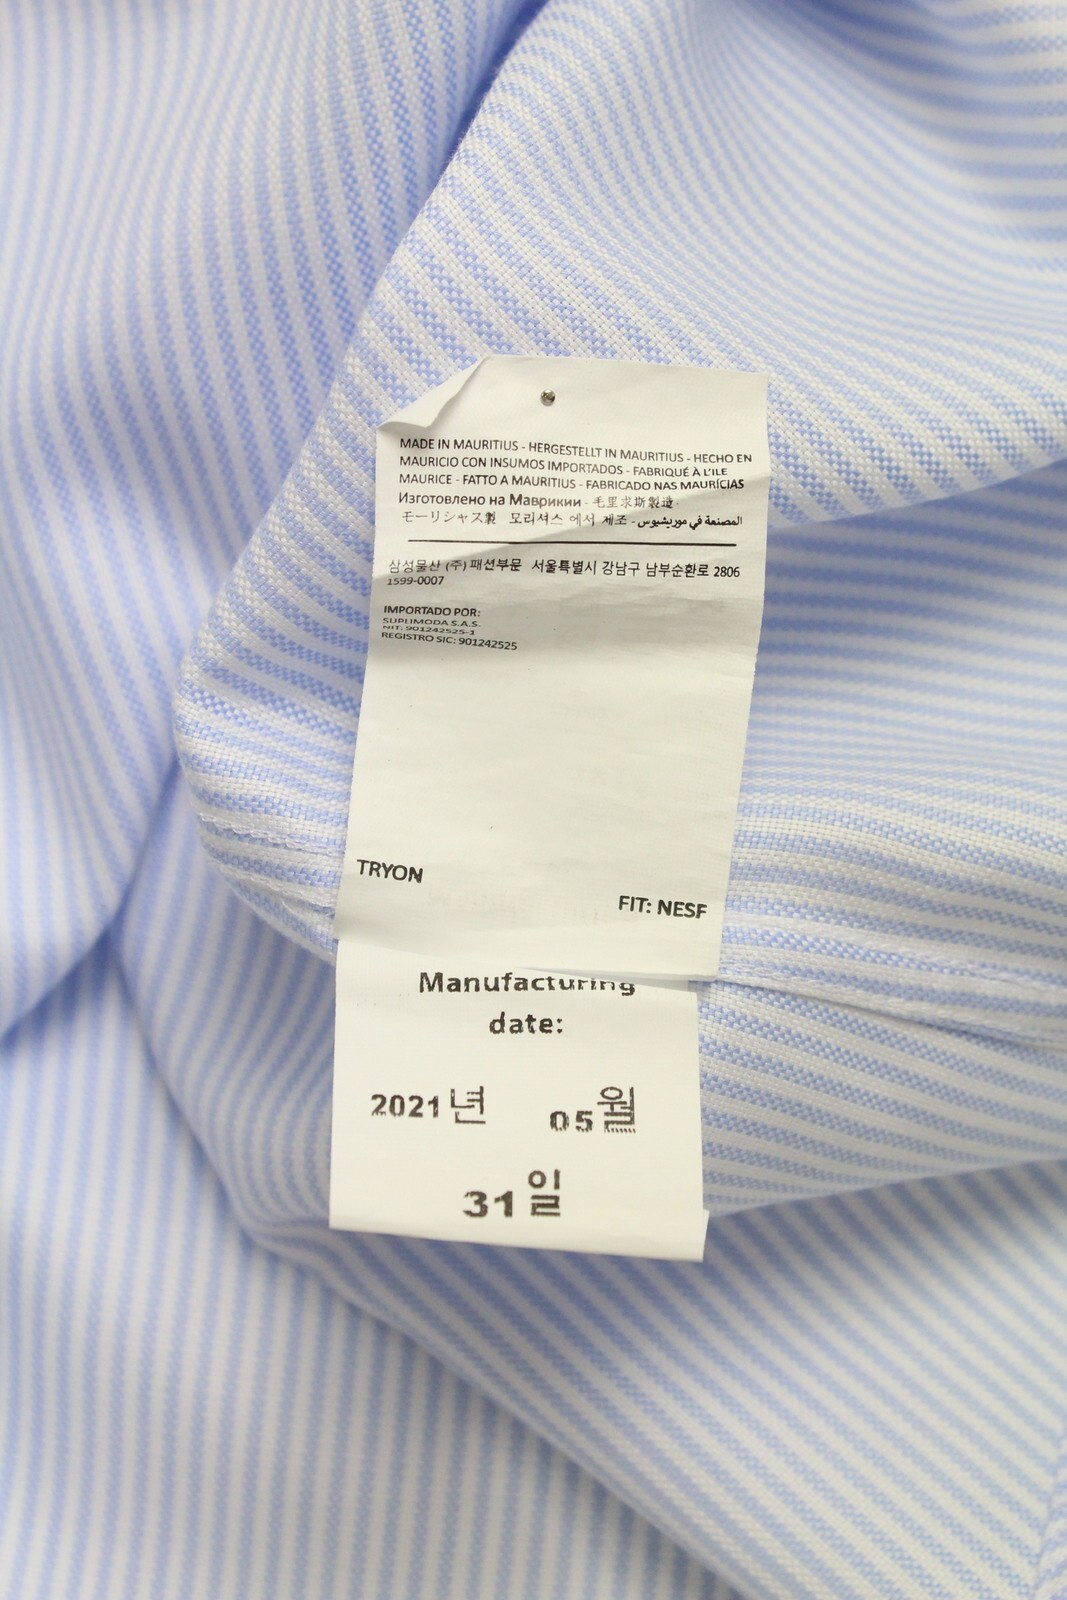 MADE IN MAURITIUS - HERGESTELLT IN MAURITIUS - HECHO EN
MAURICIO CON INSUMOS IMPORTADOS - FABRIQUÉ À L'ILE
MAURICE - FATTO A MAURITIUS - FABRICADO NAS MAURÍCIAS
Изготовлено на Маврикии - 毛里求斯製造 -
モーリシャス製 모리셔스 에서 제조 - المصنعة في موريشيوس
삼성물산 (주) 패션부문 서울특별시 강남구 남부순환로 2806
1599-0007
IMPORTADO POR:
SUPLIMODA S.A.S.
NIT: 901242525-1
REGISTRO SIC: 901242525
TRYON
FIT: NESF
Manufacturing
date:
2021년 05월
31일